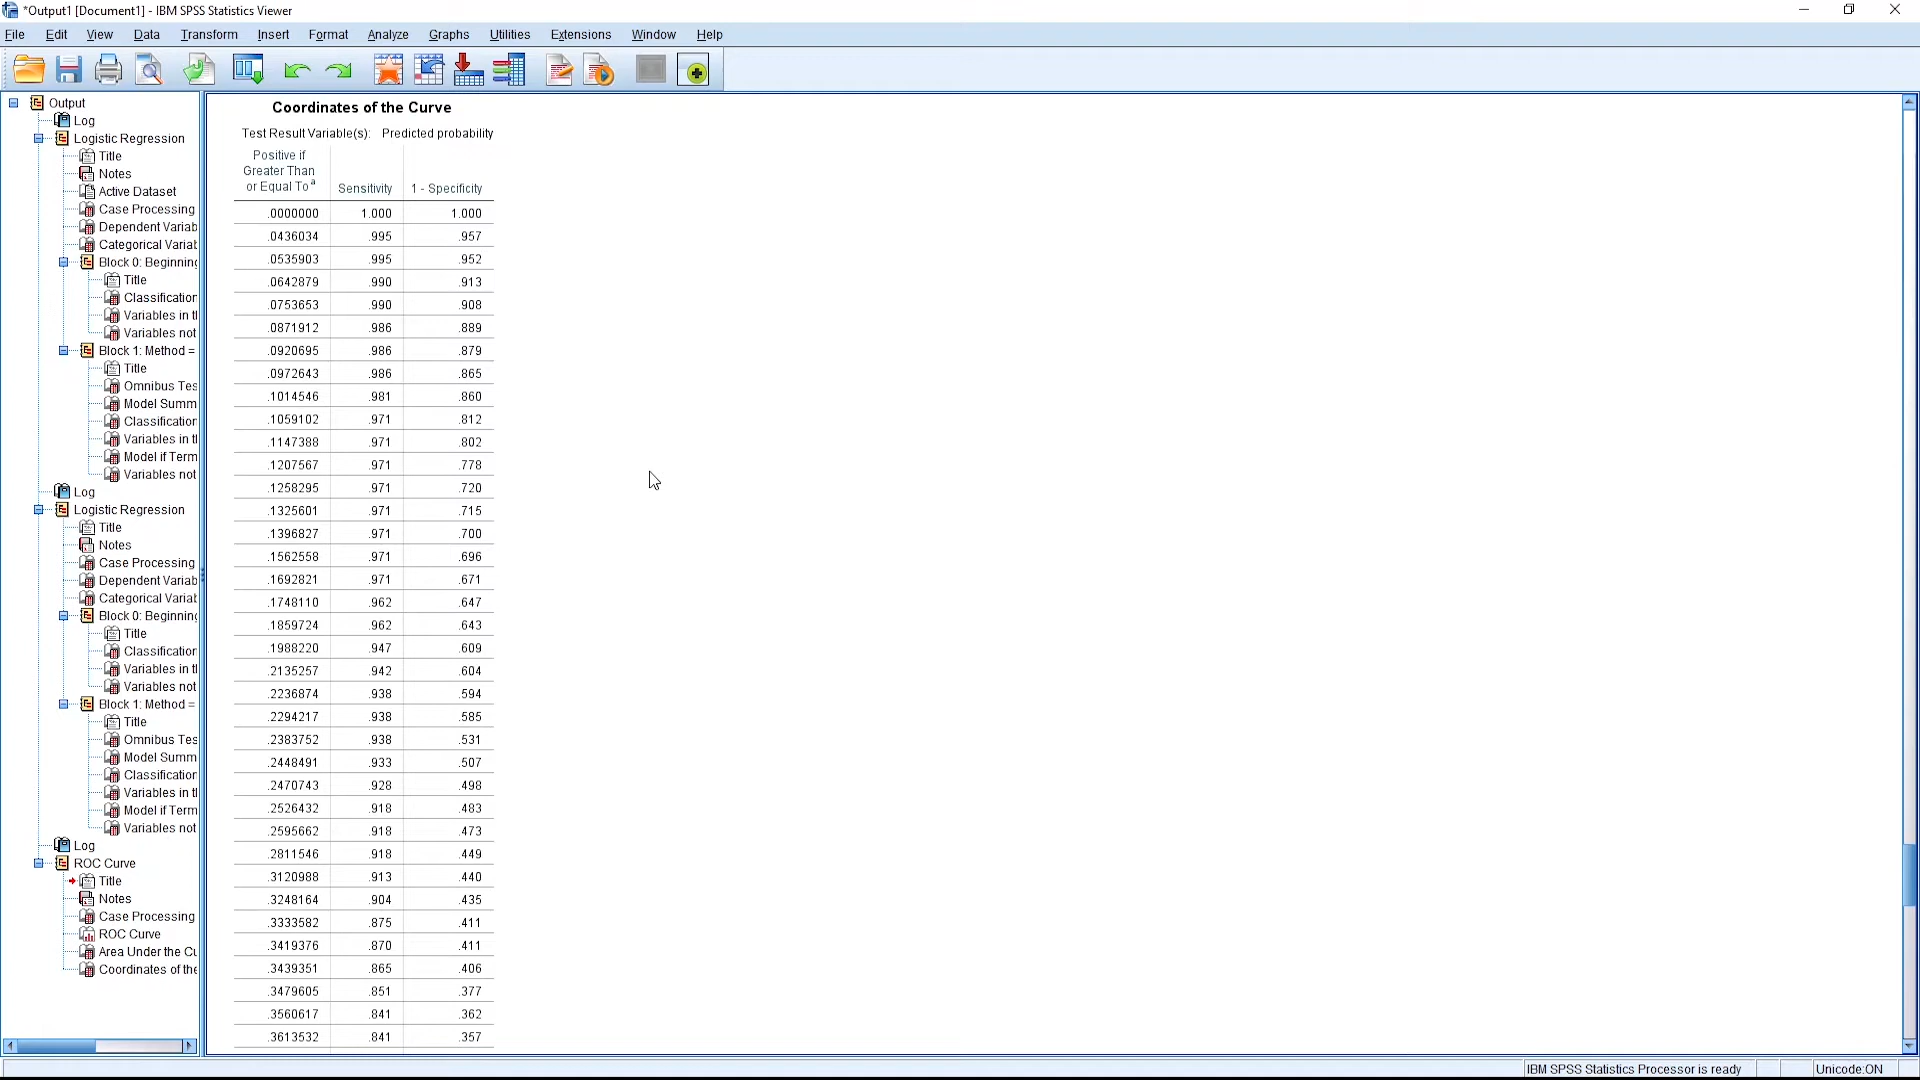 *Output1 [Document1] - IBM SPSS Statistics Viewer
File Edit View Data Transform Insert Format Analyze Graphs Utilities Extensions Window Help
Output
Log
Logistic Regression
Title
Notes
Active Dataset
Case Processing
Dependent Variab
Categorical Variab
Block 0: Beginning
Title
Classification
Variables in tl
Variables not
Block 1: Method =
Title
Omnibus Tes
Model Summ
Classification
Variables in tl
Model if Term
Variables not
Log
Logistic Regression
Title
Notes
Case Processing
Dependent Variab
Categorical Variab
Block 0: Beginning
Title
Classification
Variables in tl
Variables not
Block 1: Method =
Title
Omnibus Tes
Model Summ
Classification
Variables in tl
Model if Term
Variables not
Log
ROC Curve
Title
Notes
Case Processing
ROC Curve
Area Under the Cu
Coordinates of the
Coordinates of the Curve
Test Result Variable(s): Predicted probability
Positive if
Greater Than
or Equal To a Sensitivity 1 - Specificity
.0000000 1.000 1.000
.0436034 .995 .957
.0535903 .995 .952
.0642879 .990 .913
.0753653 .990 .908
.0871912 .986 .889
.0920695 .986 .879
.0972643 .986 .865
.1014546 .981 .860
.1059102 .971 .812
.1147388 .971 .802
.1207567 .971 .778
.1258295 .971 .720
.1325601 .971 .715
.1396827 .971 .700
.1562558 .971 .696
.1692821 .971 .671
.1748110 .962 .647
.1859724 .962 .643
.1988220 .947 .609
.2135257 .942 .604
.2236874 .938 .594
.2294217 .938 .585
.2383752 .938 .531
.2448491 .933 .507
.2470743 .928 .498
.2526432 .918 .483
.2595662 .918 .473
.2811546 .918 .449
.3120988 .913 .440
.3248164 .904 .435
.3333582 .875 .411
.3419376 .870 .411
.3439351 .865 .406
.3479605 .851 .377
.3560617 .841 .362
.3613532 .841 .357
IBM SPSS Statistics Processor is ready
Unicode:ON